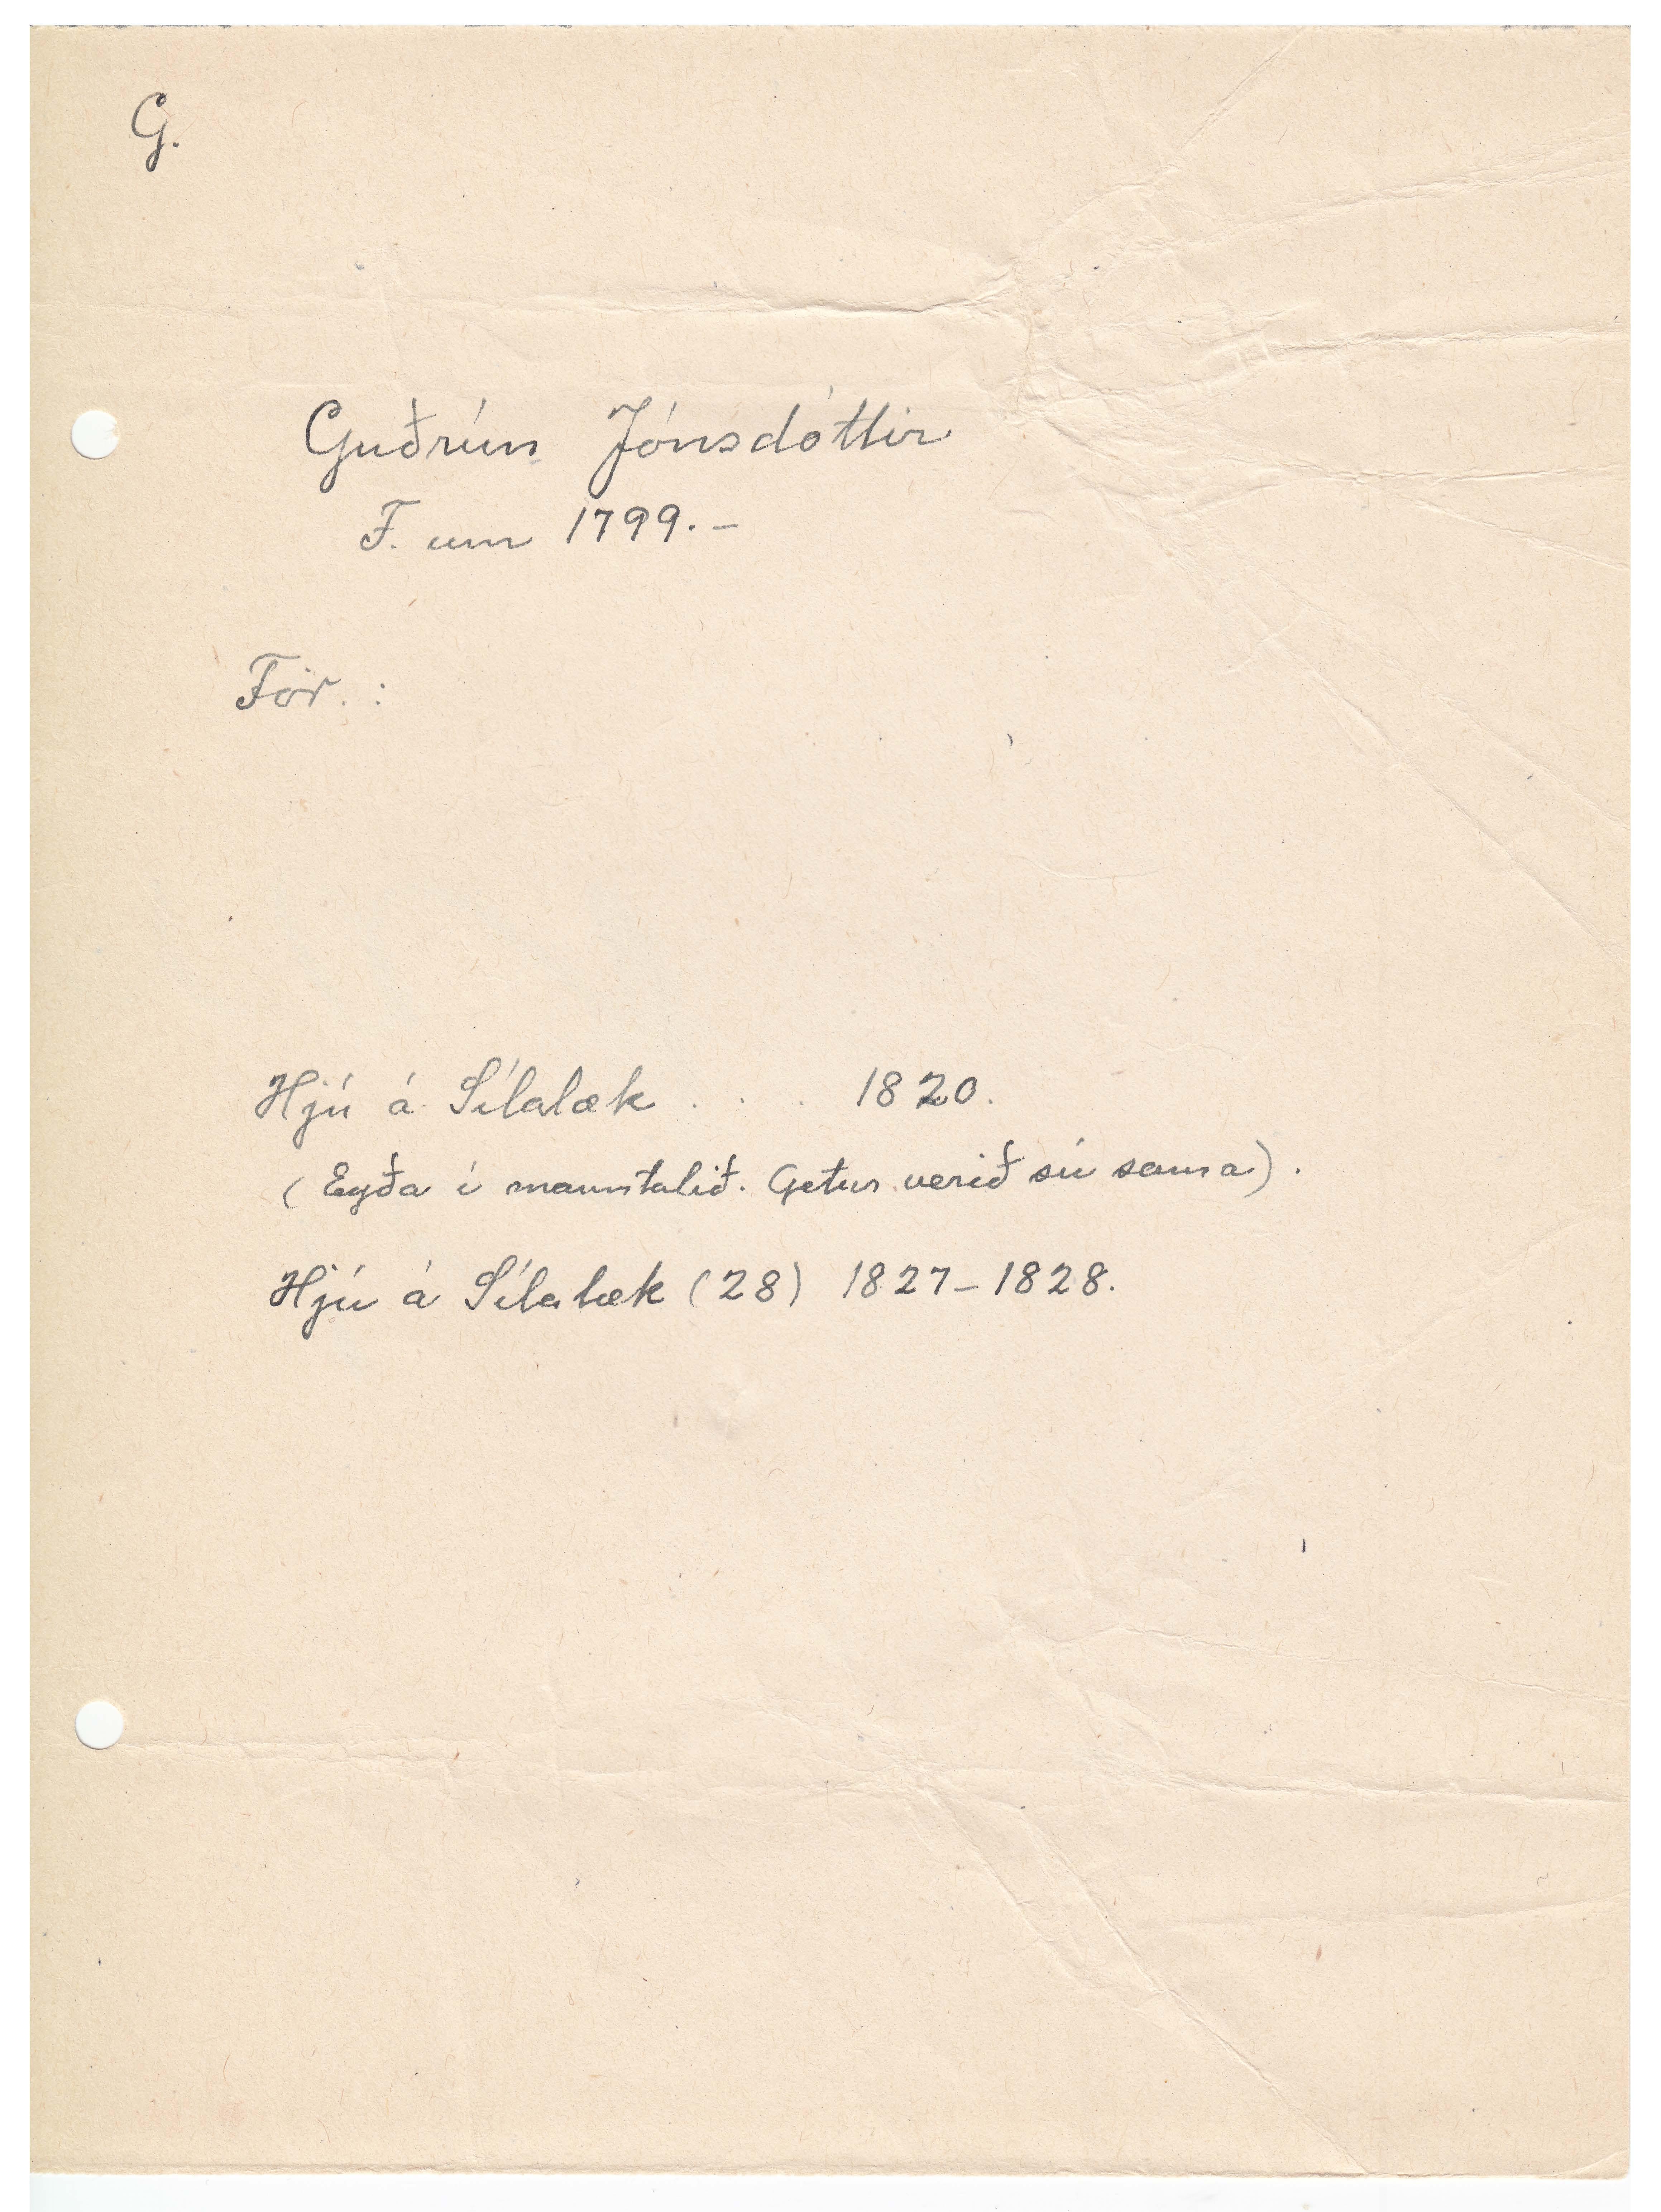 G.
Guðrún Jónsdóttir
F. um 1799. -
For. :
Hjú á Sílalæk . . . 1820.
( Eyða í manntalið. Getur verið sú sama ) .
Hjú á Sílalæk (28) 1827 - 1828.